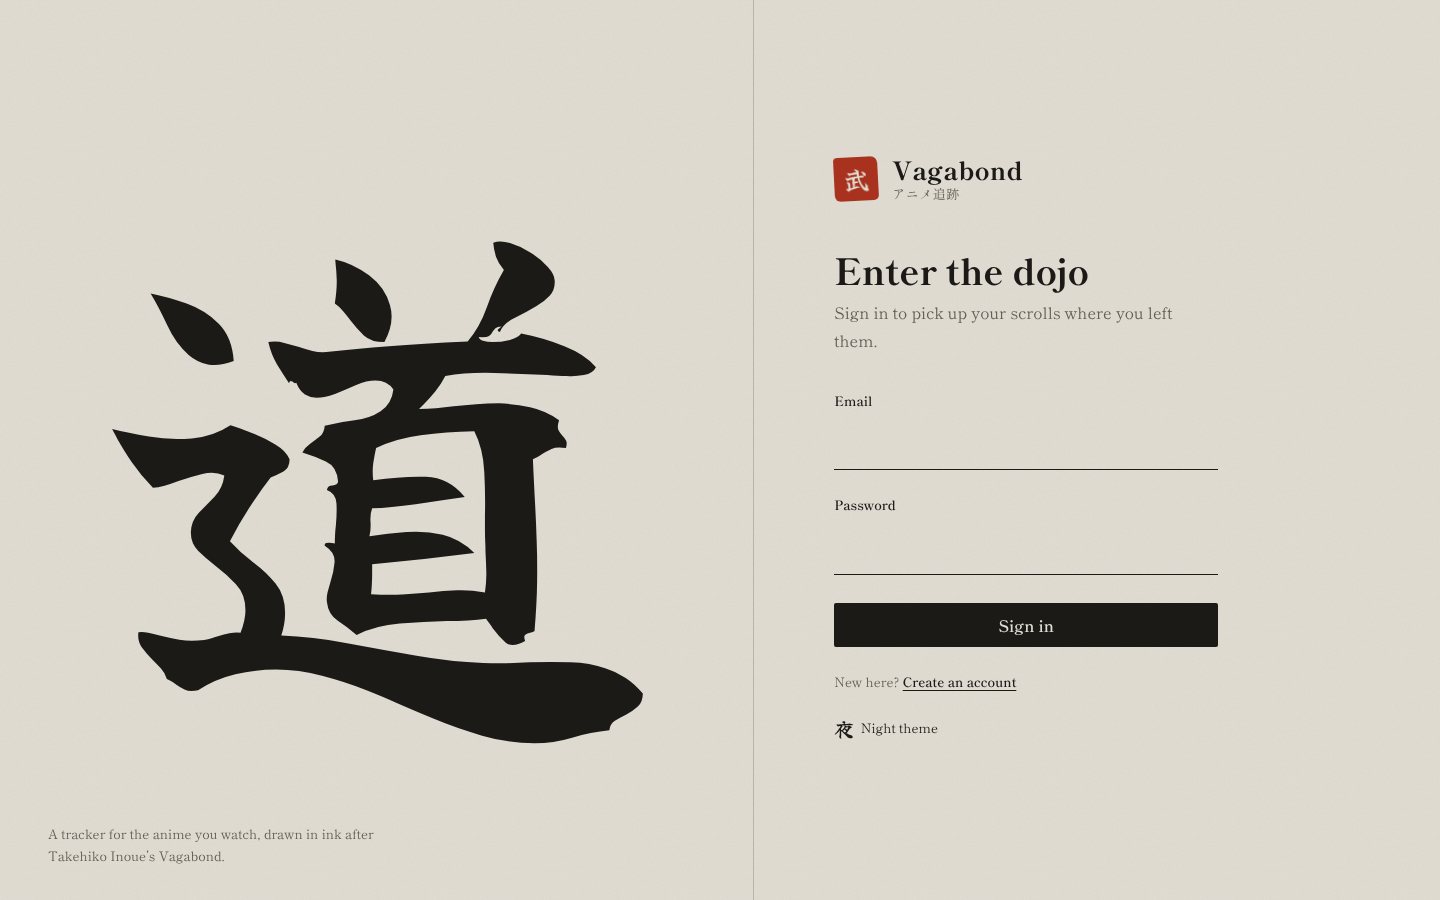 道
A tracker for the anime you watch, drawn in ink after
Takehiko Inoue's Vagabond.
武
Vagabond
アニメ追跡
Enter the dojo
Sign in to pick up your scrolls where you left
them.
Email
Password
Sign in
New here? Create an account
夜 Night theme